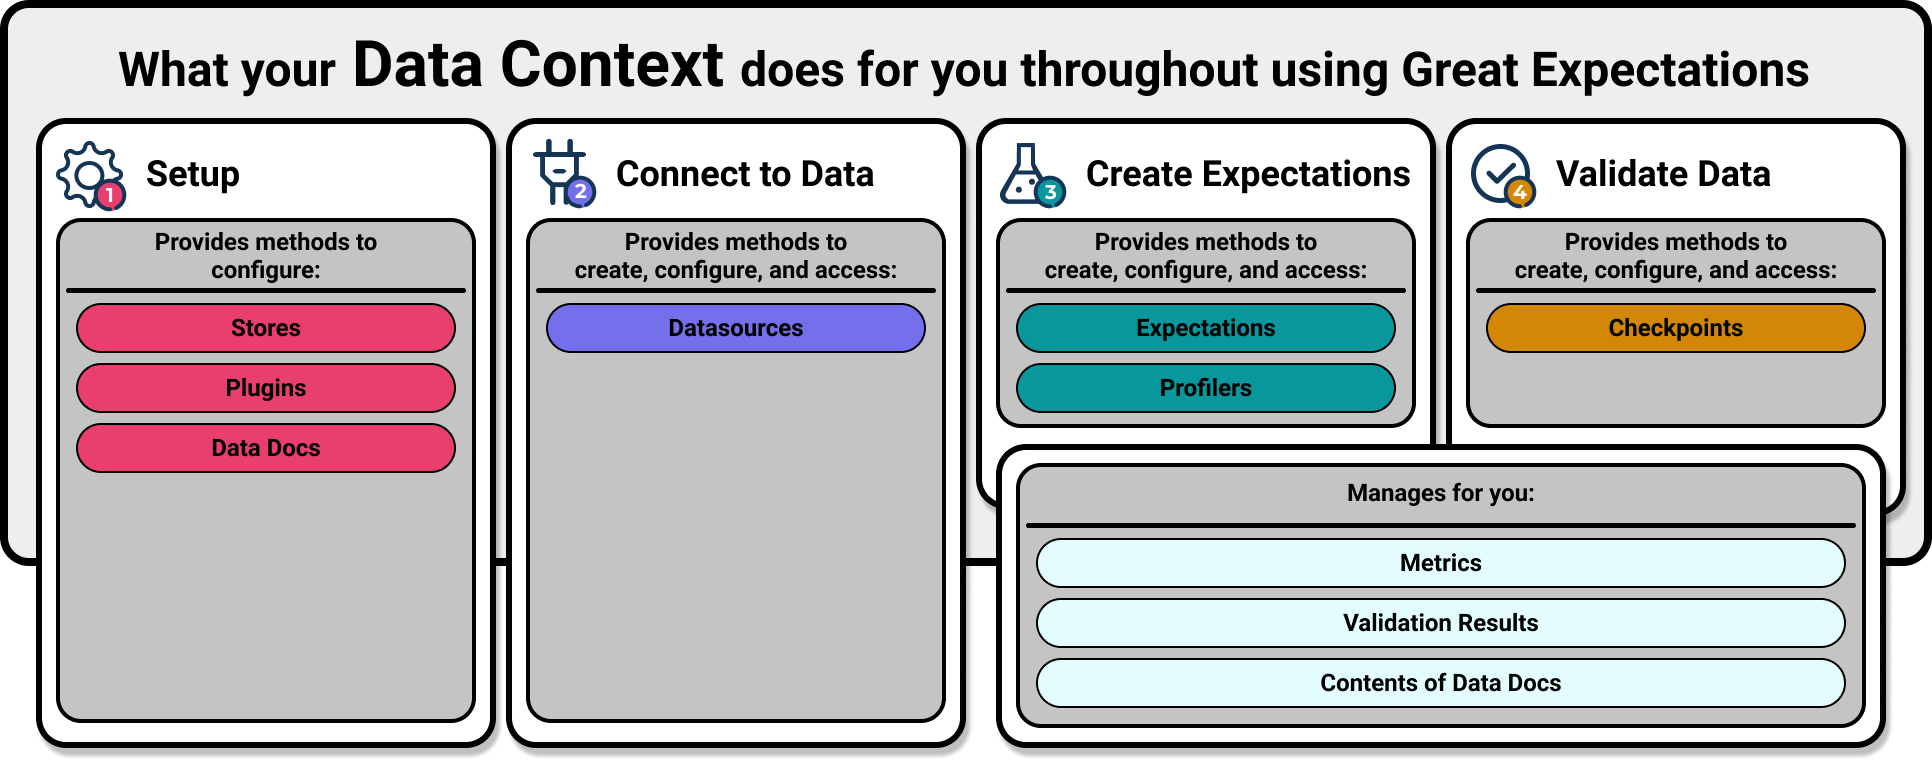 What your Data Context does for you throughout using Great Expectations
1
Setup
Provides methods to
configure:
Stores
Plugins
Data Docs
2
Connect to Data
Provides methods to
create, configure, and access:
Datasources
3
Create Expectations
Provides methods to
create, configure, and access:
Expectations
Profilers
4
Validate Data
Provides methods to
create, configure, and access:
Checkpoints
Manages for you:
Metrics
Validation Results
Contents of Data Docs